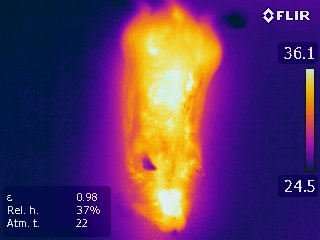 FLIR
36.1
24.5
ε 0.98
Rel. h. 37%
Atm. t. 22